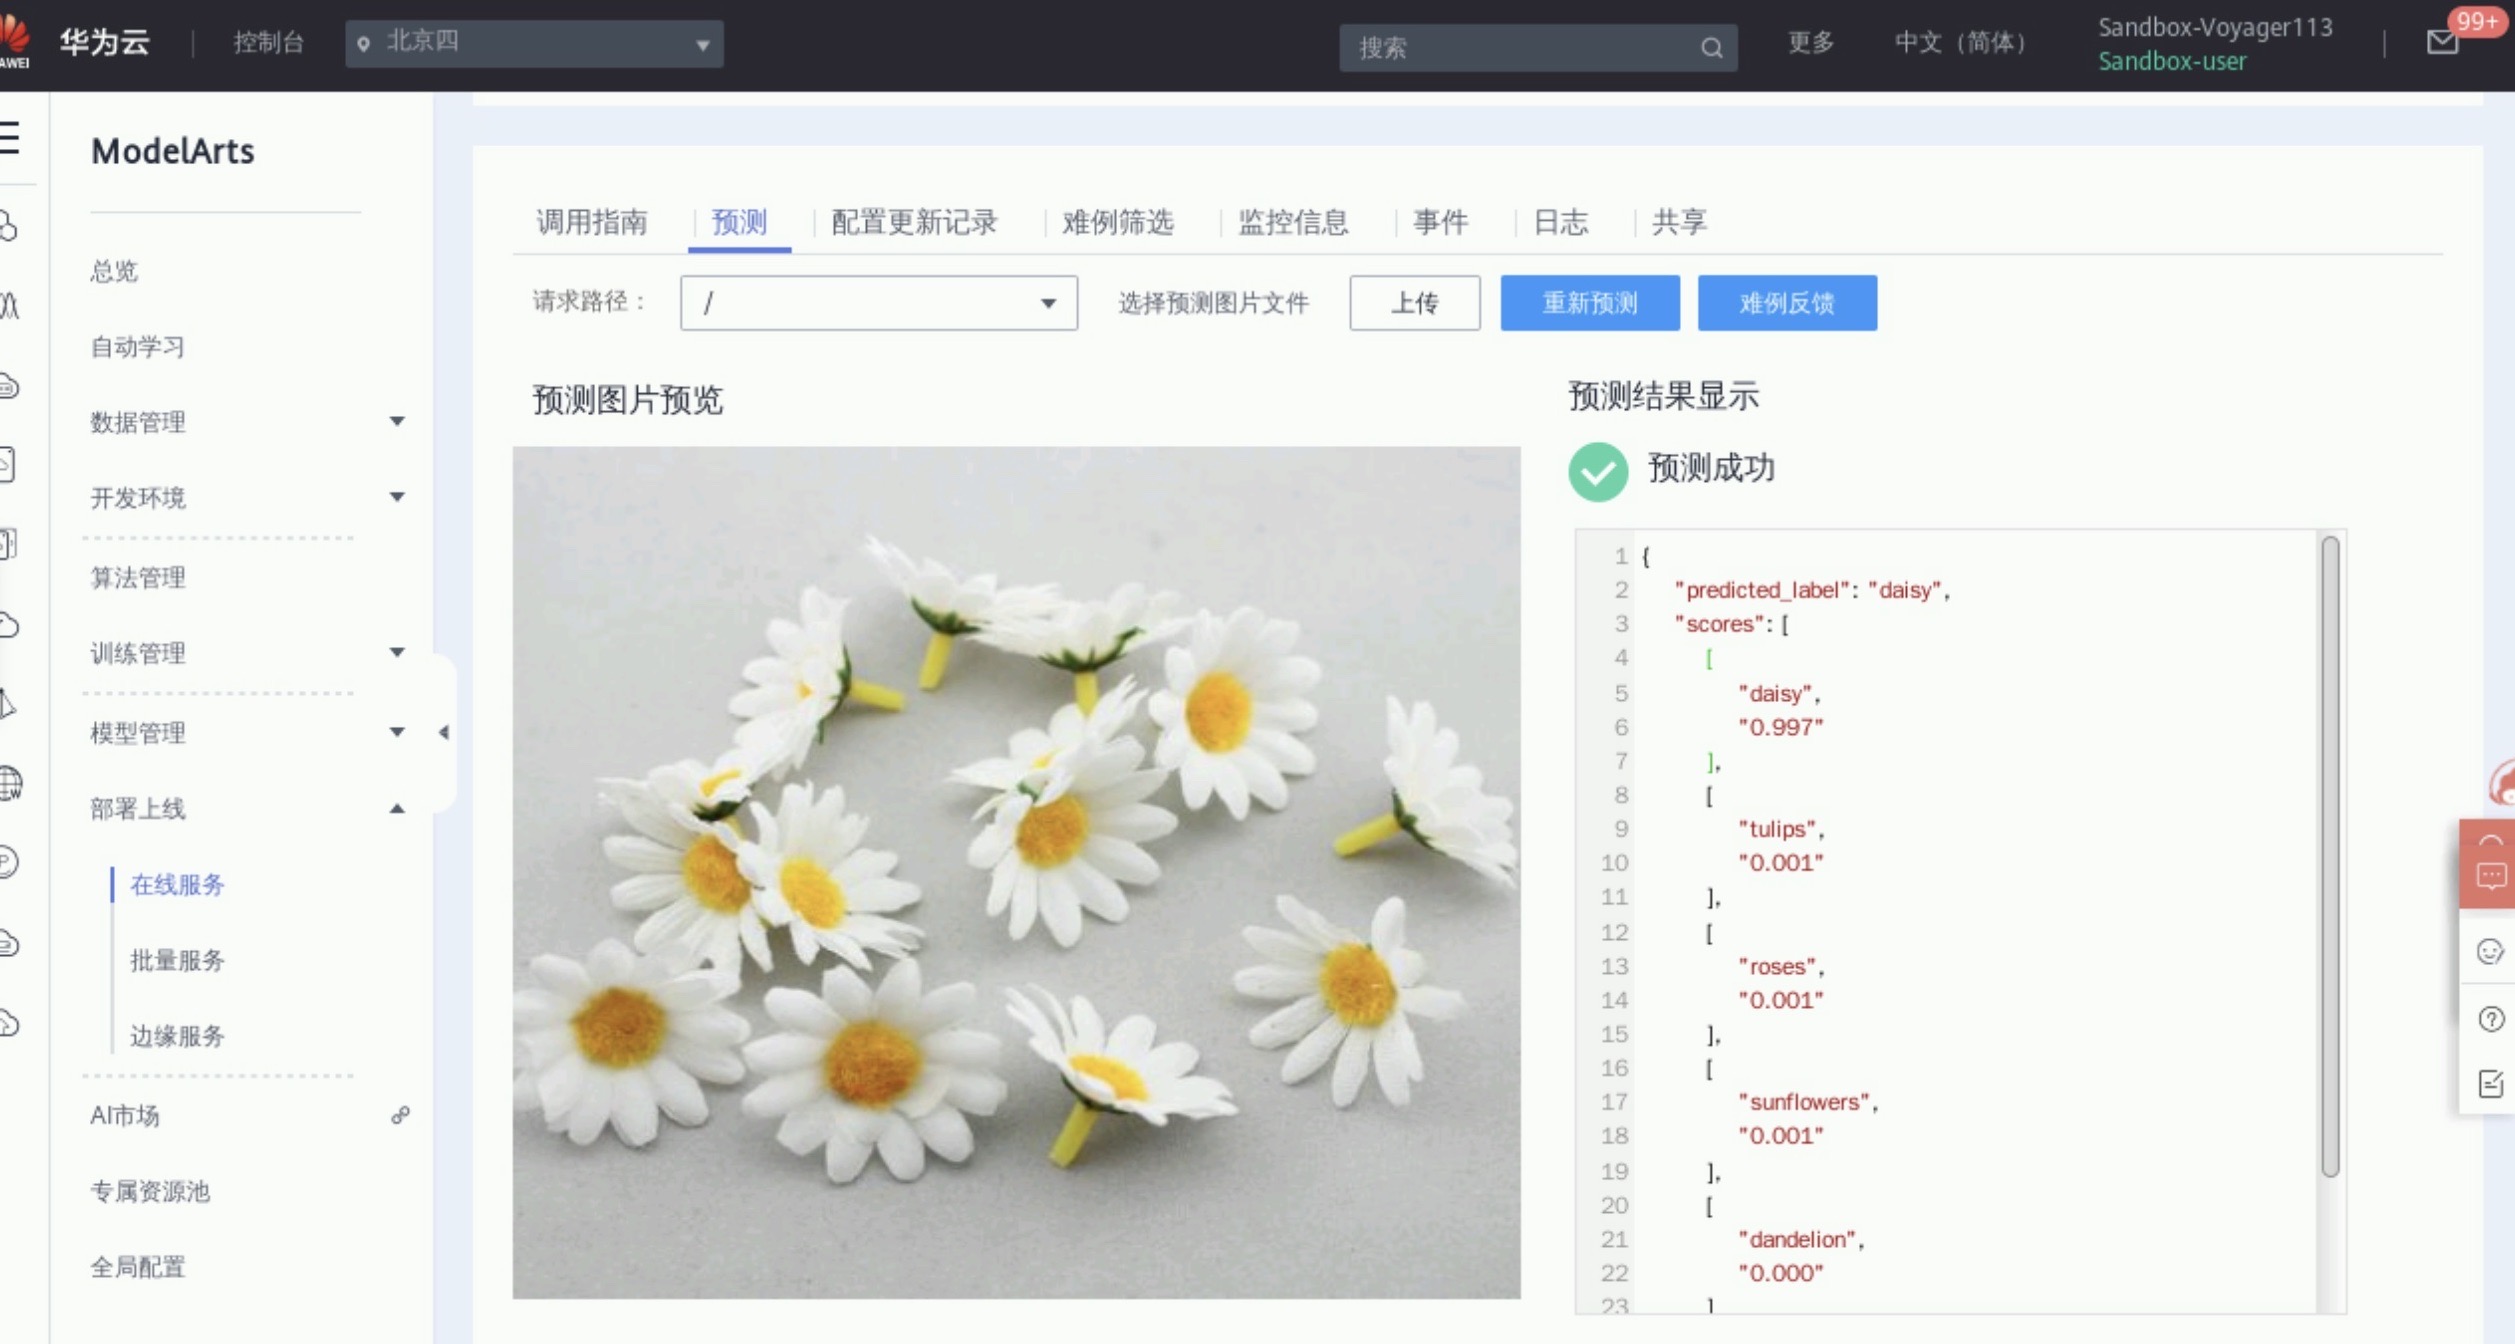 华为云
控制台
北京四
搜索
更多
中文（简体）
Sandbox-Voyager113
Sandbox-user
99+
AWEI
ModelArts
总览
自动学习
数据管理
开发环境
算法管理
训练管理
模型管理
部署上线
在线服务
批量服务
边缘服务
AI市场
专属资源池
全局配置
调用指南
预测
配置更新记录
难例筛选
监控信息
事件
日志
共享
请求路径：
/
选择预测图片文件
上传
重新预测
难例反馈
预测图片预览
预测结果显示
预测成功
1 {
2 "predicted_label": "daisy",
3 "scores": [
4 [
5 "daisy",
6 "0.997"
7 ],
8 [
9 "tulips",
10 "0.001"
11 ],
12 [
13 "roses",
14 "0.001"
15 ],
16 [
17 "sunflowers",
18 "0.001"
19 ],
20 [
21 "dandelion",
22 "0.000"
23 ]